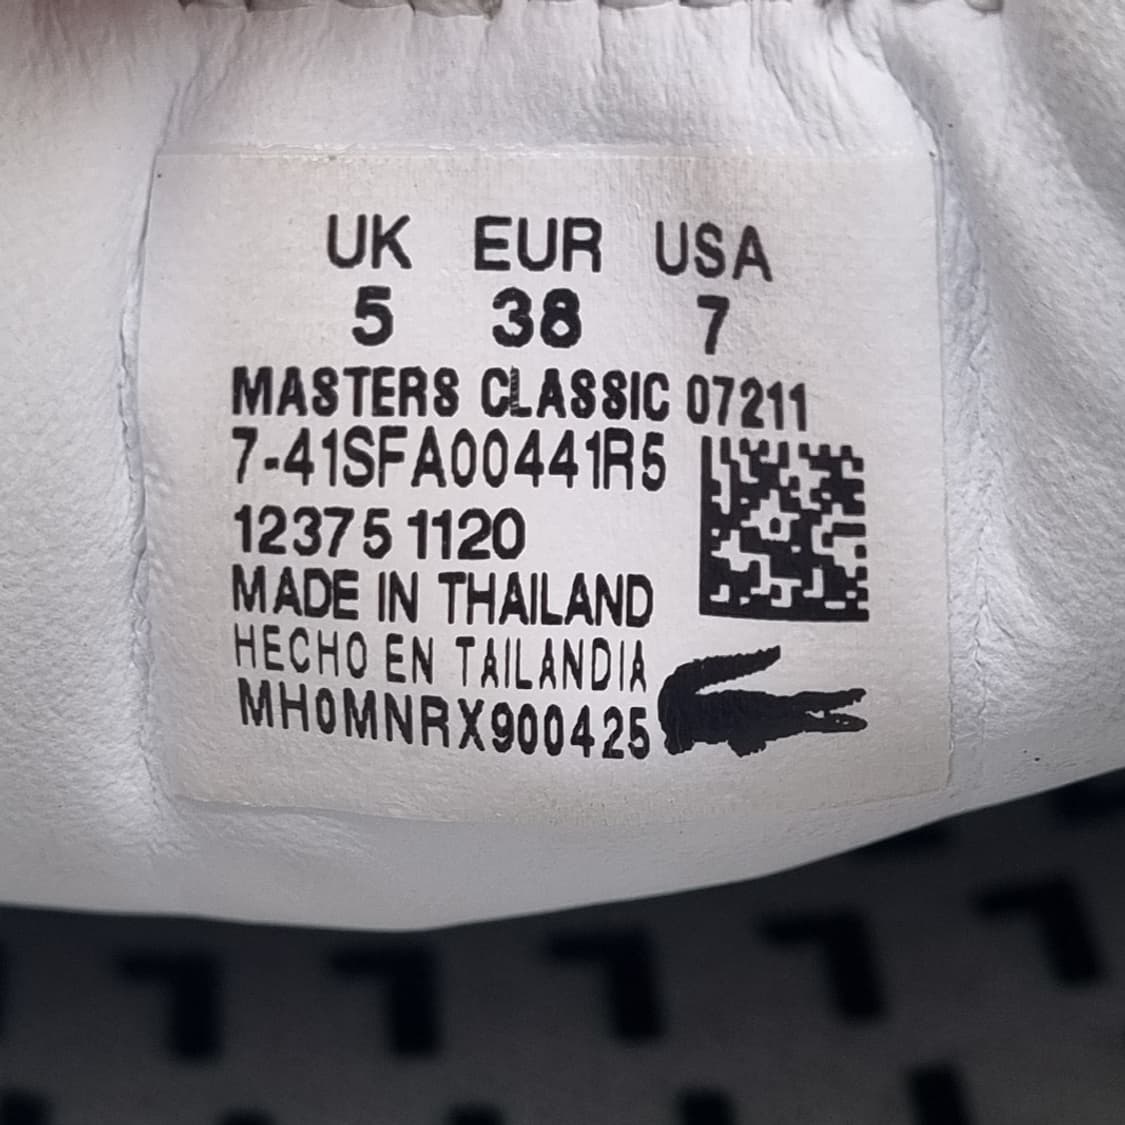 UK EUR USA
5 38 7
MASTERS CLASSIC 07211
7-41SFA00441R5
12375 1120
MADE IN THAILAND
HECHO EN TAILANDIA
MH0MNRX900425